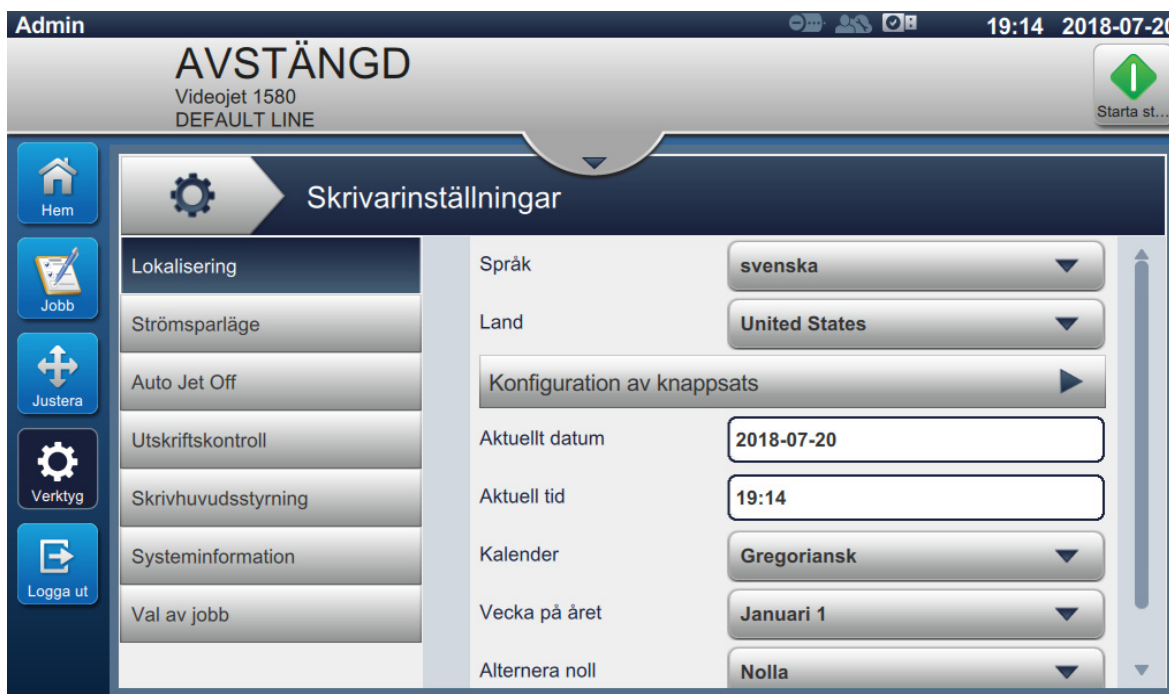 Admin
19:14 2018-07-20
AVSTÄNGD
Videojet 1580
DEFAULT LINE
Starta st...
Hem
Jobb
Justera
Verktyg
Logga ut
Skrivarinställningar
Lokalisering
Strömsparläge
Auto Jet Off
Utskriftskontroll
Skrivhuvudsstyrning
Systeminformation
Val av jobb
Språk svenska
Land United States
Konfiguration av knappsats
Aktuellt datum 2018-07-20
Aktuell tid 19:14
Kalender Gregoriansk
Vecka på året Januari 1
Alternera noll Nolla